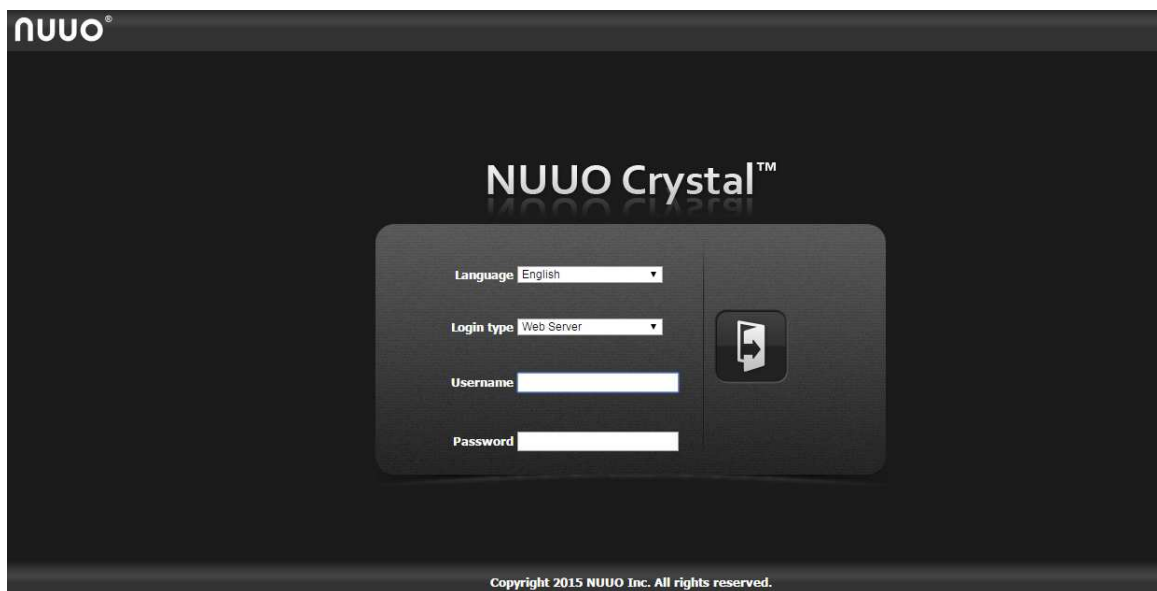 nuuo®
NUUO Crystal™
Language English
Login type Web Server
Username
Password
Copyright 2015 NUUO Inc. All rights reserved.